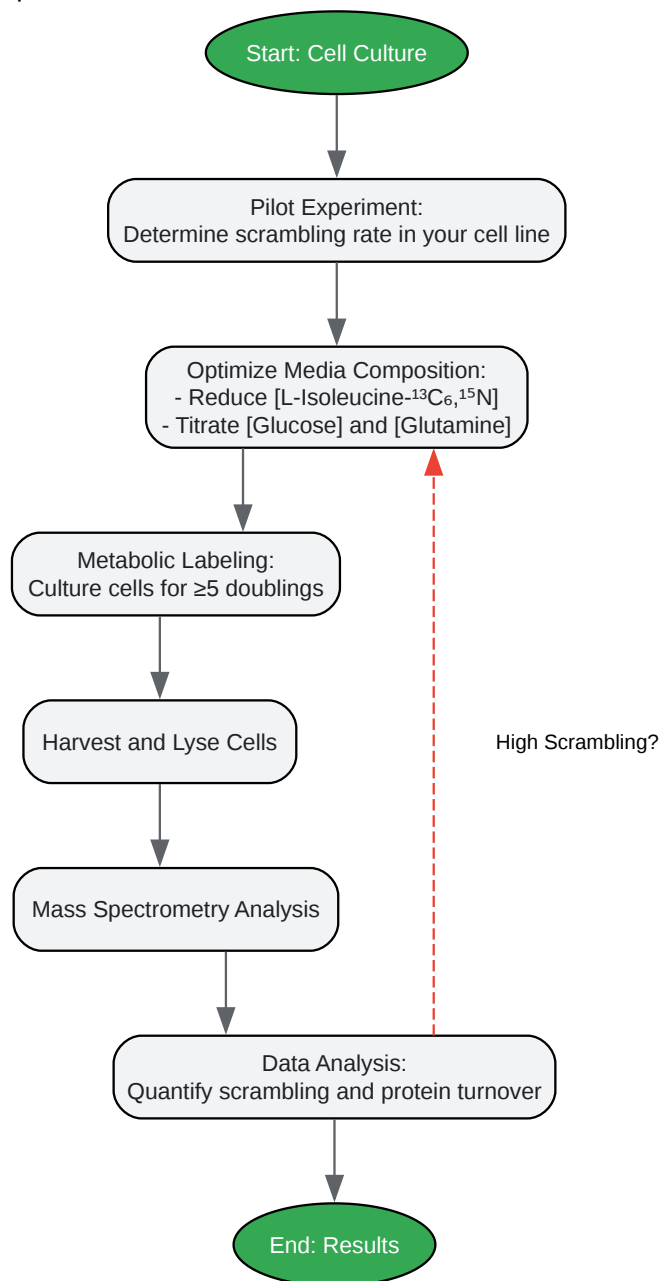 Start: Cell Culture
Pilot Experiment:
Determine scrambling rate in your cell line
Optimize Media Composition:
- Reduce [L-Isoleucine-¹³C₆,¹⁵N]
- Titrate [Glucose] and [Glutamine]
Metabolic Labeling:
Culture cells for ≥5 doublings
Harvest and Lyse Cells
High Scrambling?
Mass Spectrometry Analysis
Data Analysis:
Quantify scrambling and protein turnover
End: Results